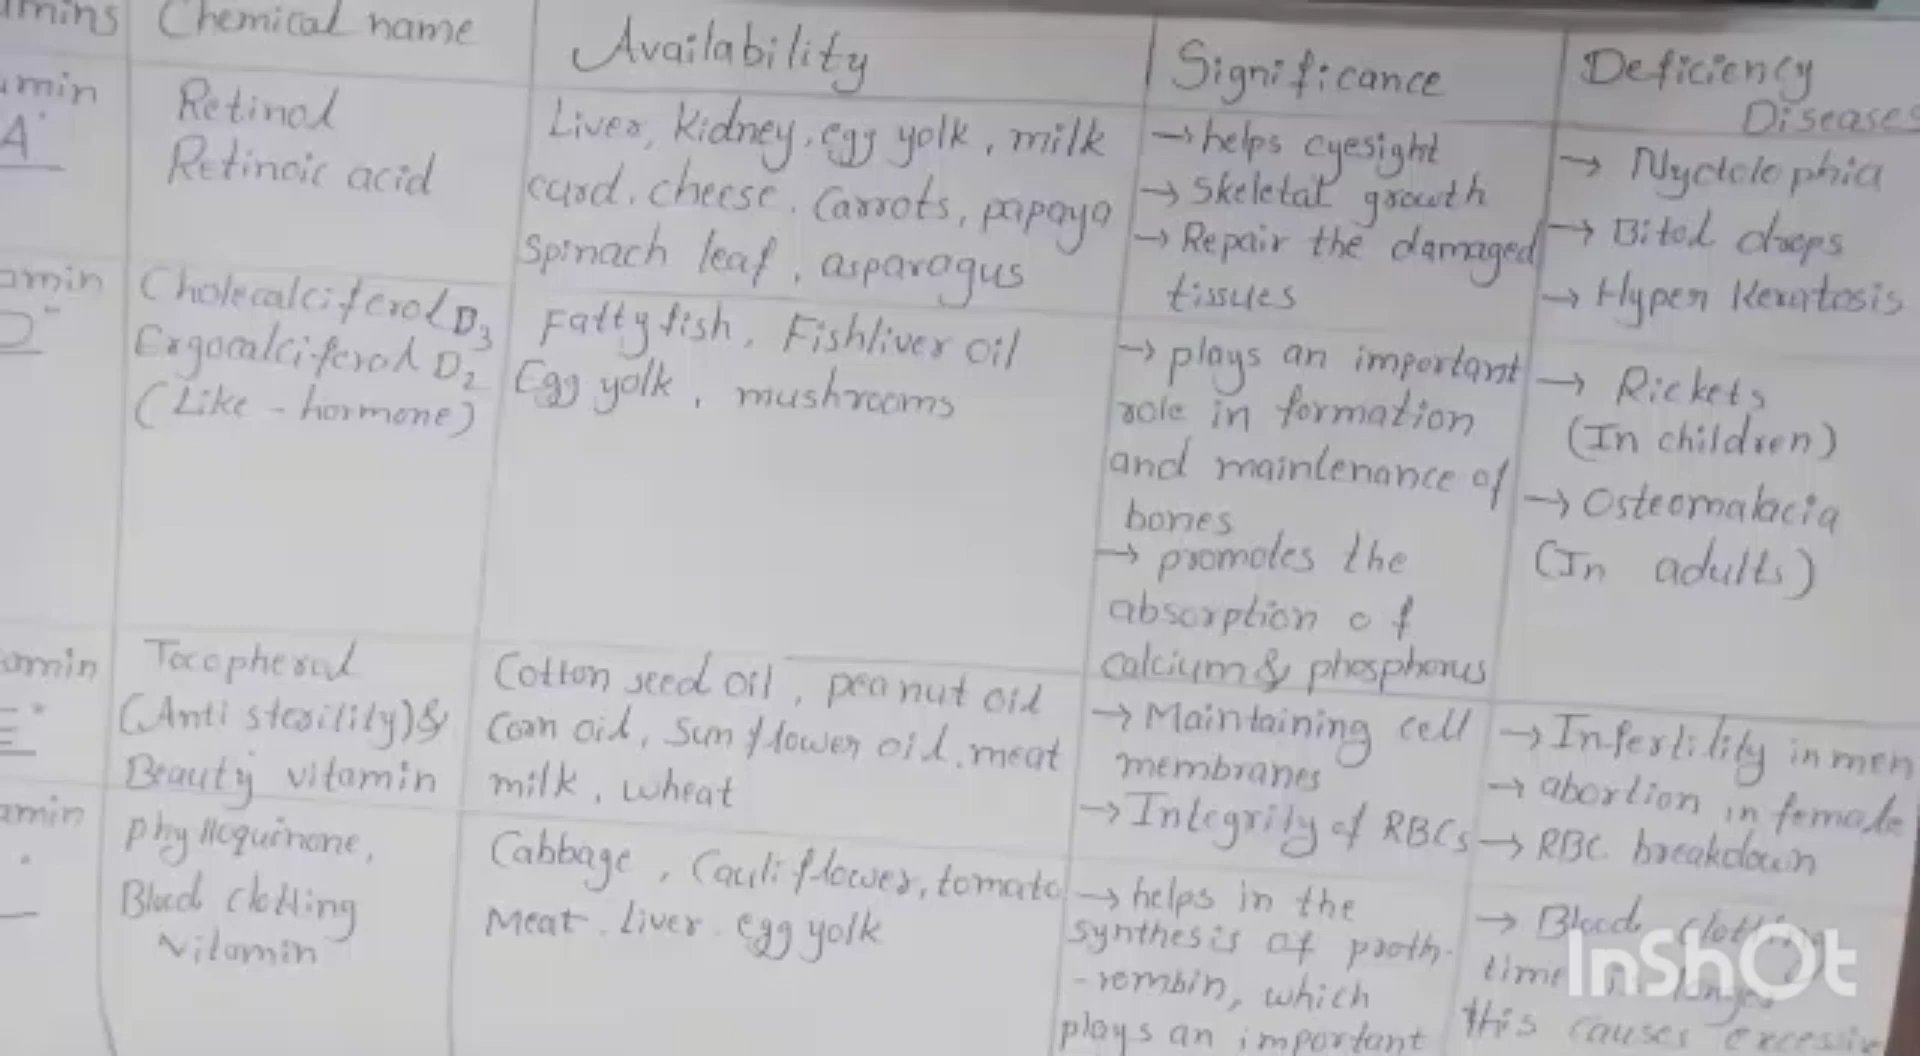 Chemical name
Availability
Significance
Deficiency
Diseases
A
Retinol
Retinoic acid
Liver, kidney, egg yolk, milk
curd, cheese, Carrots, papaya
Spinach leaf, asparagus
→ helps eyesight
→ Skeletal growth
→ Repair the damaged
tissues
→ Nyctolophia
→ Bitol drops
→ Hyper Keratosis
Cholecalciferol D3
Ergocalciferol D2
(Like - hormone)
Fatty fish, Fishliver oil
Egg yolk, mushrooms
→ plays an important
role in formation
and maintenance of
bones
→ promotes the
absorption of
calcium & phosphorus
→ Rickets
(In children)
→ Osteomalacia
(In adults)
E
Tocopherol
(Anti sterility) &
Beauty vitamin
Cotton seed oil, peanut oil
Corn oil, Sunflower oil, meat
milk, wheat
→ Maintaining cell
membranes
→ Integrity of RBCs
→ Infertility in men
→ abortion in female
→ RBC breakdown
phylloquinone,
Blood clotting
vitamin
Cabbage, Cauliflower, tomato
Meat. Liver. egg yolk
→ helps in the
synthesis of proth-
-rombin, which
plays an important
→ Blood clotting
time
this causes
InShOt